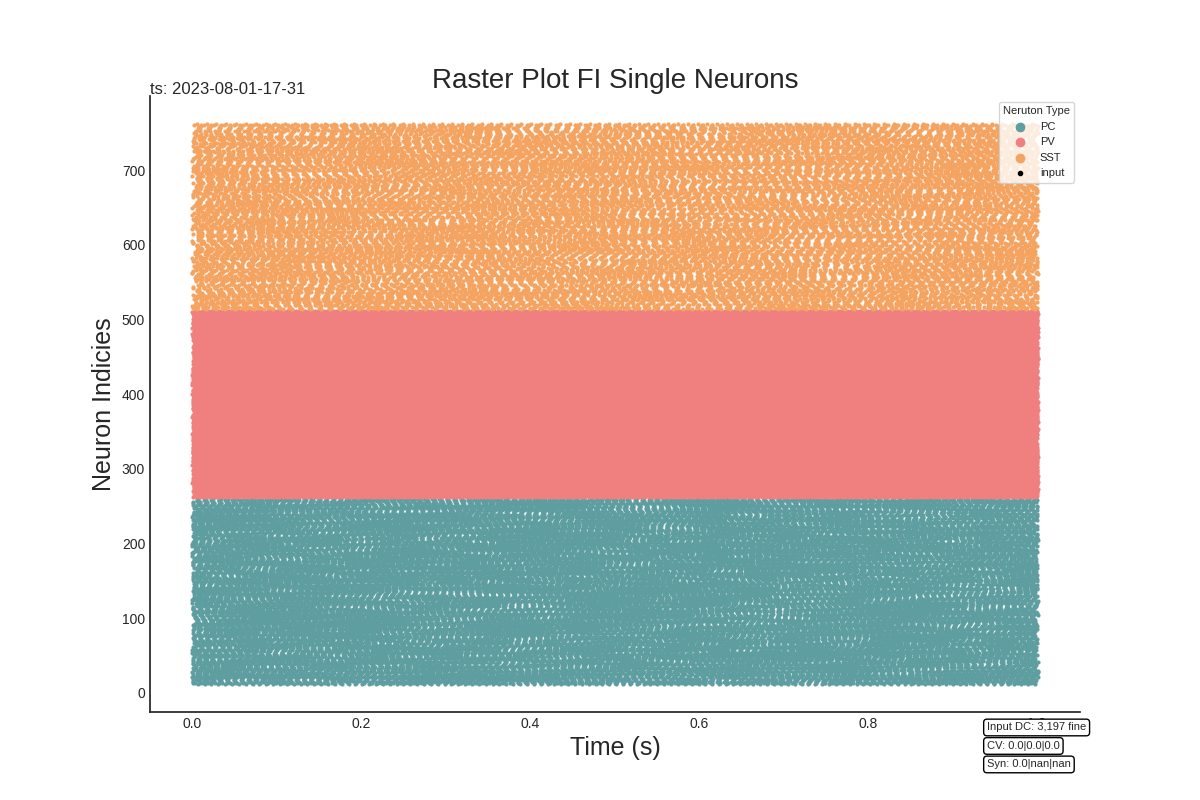 Raster Plot FI Single Neurons
ts: 2023-08-01-17-31
Neruton Type
PC
PV
SST
input
700
600
500
400
300
200
100
0
Neuron Indicies
0.0 0.2 0.4 0.6 0.8
Time (s)
Input DC: 3,197 fine
CV: 0.0|0.0|0.0
Syn: 0.0|nan|nan